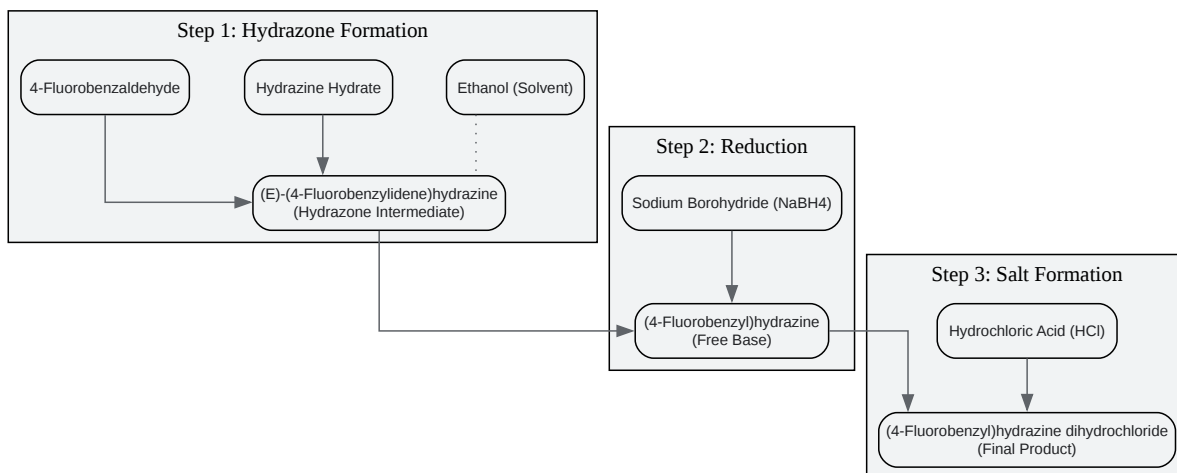 Step 1: Hydrazone Formation
4-Fluorobenzaldehyde
Hydrazine Hydrate
Ethanol (Solvent)
(E)-(4-Fluorobenzylidene)hydrazine
(Hydrazone Intermediate)
Step 2: Reduction
Sodium Borohydride (NaBH4)
(4-Fluorobenzyl)hydrazine
(Free Base)
Step 3: Salt Formation
Hydrochloric Acid (HCl)
(4-Fluorobenzyl)hydrazine dihydrochloride
(Final Product)